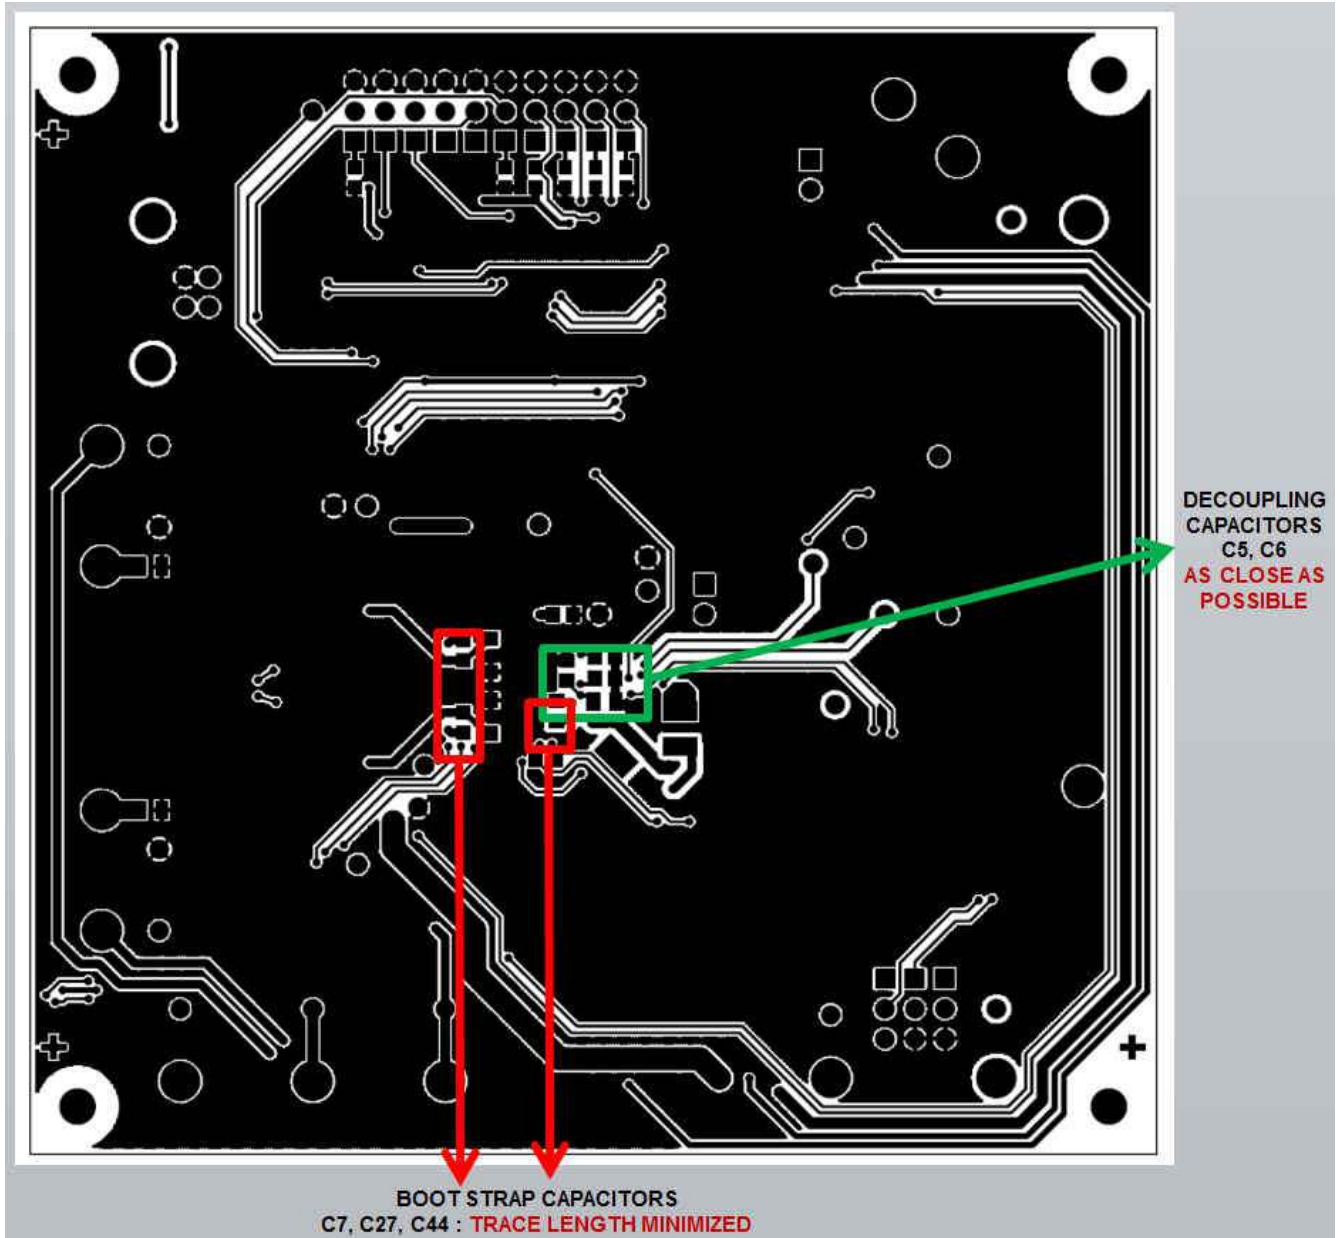 DECOUPLING
CAPACITORS
C5, C6
AS CLOSE AS
POSSIBLE
BOOT STRAP CAPACITORS
C7, C27, C44 : TRACE LENGTH MINIMIZED